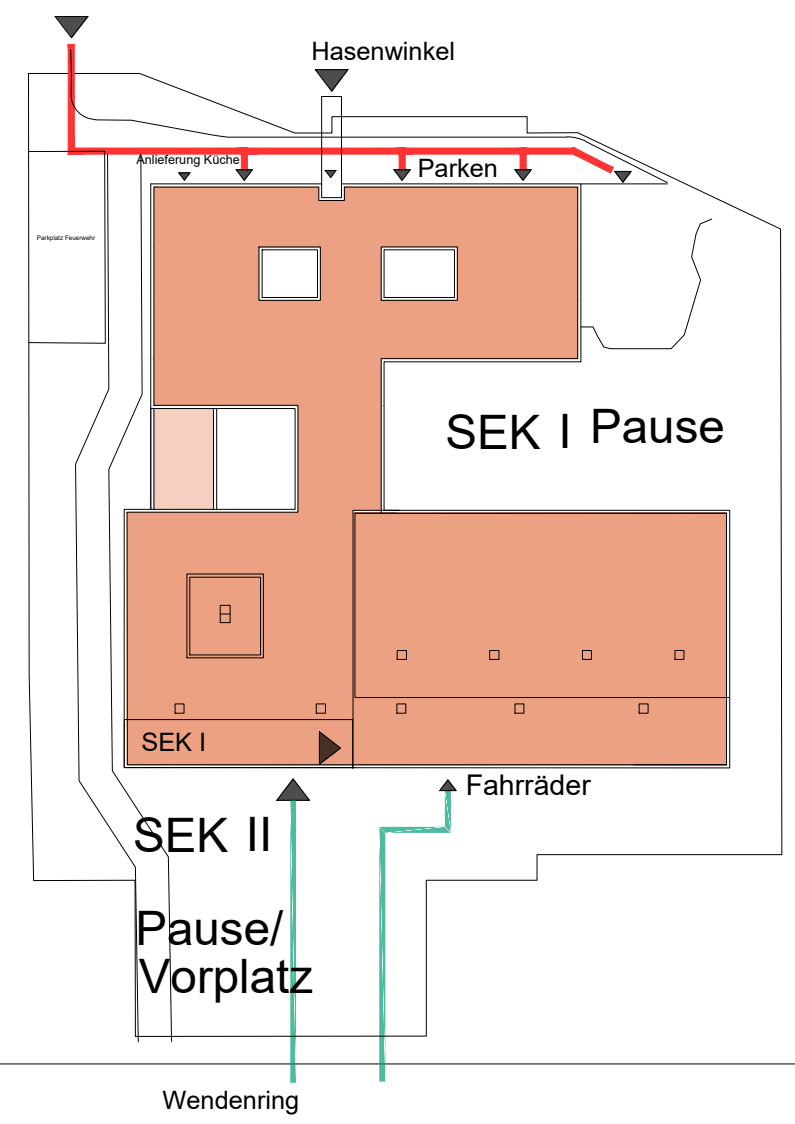 Hasenwinkel
Anlieferung Küche
Parken
Parkplatz Feuerwehr
SEK I Pause
SEK I
Fahrräder
SEK II
Pause/
Vorplatz
Wendenring